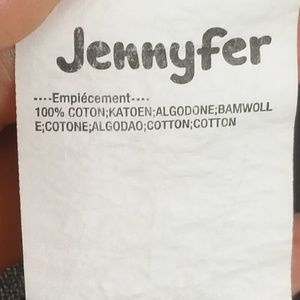 Jennyfer
----Empiécement----
100% COTON;KATOEN;ALGODONE;BAMWOLL
E;COTONE;ALGODAO;COTTON;COTTON